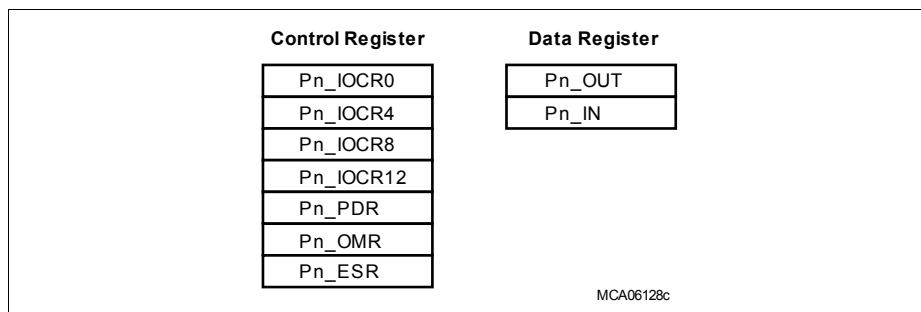 Control Register
Pn_IOCR0
Pn_IOCR4
Pn_IOCR8
Pn_IOCR12
Pn_PDR
Pn_OMR
Pn_ESR
Data Register
Pn_OUT
Pn_IN
MCA06128c